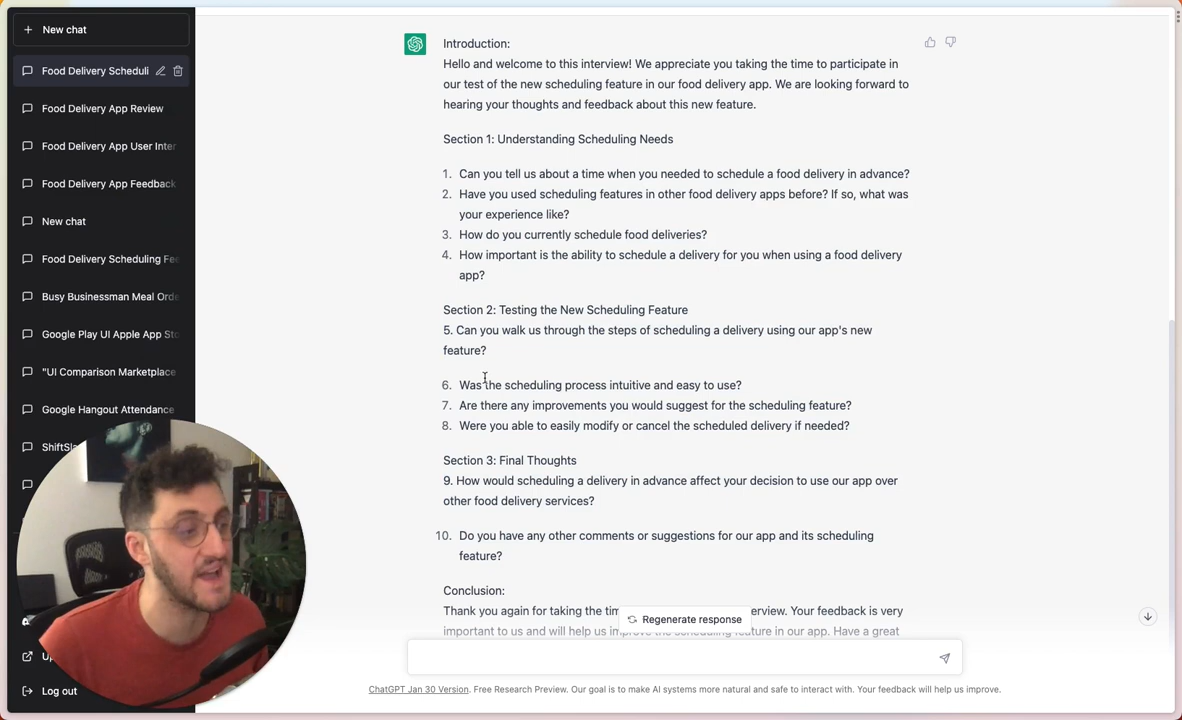 New chat
Food Delivery Scheduli
Food Delivery App Review
Food Delivery App User Inter
Food Delivery App Feedback
New chat
Food Delivery Scheduling Fe
Busy Businessman Meal Orde
Google Play UI Apple App Sto
"UI Comparison Marketplace
Google Hangout Attendance
ShiftSla
Log out
Introduction:
Hello and welcome to this interview! We appreciate you taking the time to participate in
our test of the new scheduling feature in our food delivery app. We are looking forward to
hearing your thoughts and feedback about this new feature.
Section 1: Understanding Scheduling Needs
1. Can you tell us about a time when you needed to schedule a food delivery in advance?
2. Have you used scheduling features in other food delivery apps before? If so, what was
your experience like?
3. How do you currently schedule food deliveries?
4. How important is the ability to schedule a delivery for you when using a food delivery
app?
Section 2: Testing the New Scheduling Feature
5. Can you walk us through the steps of scheduling a delivery using our app's new
feature?
6. Was the scheduling process intuitive and easy to use?
7. Are there any improvements you would suggest for the scheduling feature?
8. Were you able to easily modify or cancel the scheduled delivery if needed?
Section 3: Final Thoughts
9. How would scheduling a delivery in advance affect your decision to use our app over
other food delivery services?
10. Do you have any other comments or suggestions for our app and its scheduling
feature?
Conclusion:
Thank you again for taking the tim erview. Your feedback is very
important to us and will help us improve the scheduling feature in our app. Have a great
Regenerate response
ChatGPT Jan 30 Version. Free Research Preview. Our goal is to make AI systems more natural and safe to interact with. Your feedback will help us improve.